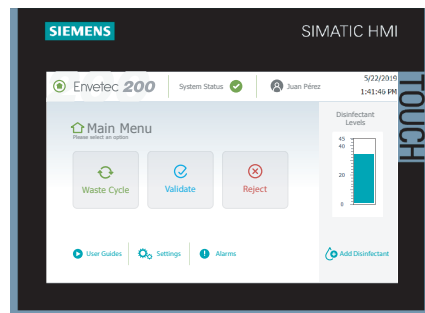 SIEMENS
SIMATIC HMI
TOUCH
Envetec 200
System Status
Juan Pérez
5/22/2019
1:41:46 PM
Main Menu
Please select an option
Waste Cycle
Validate
Reject
Disinfectant
Levels
45
40
20
0
User Guides
Settings
Alarms
Add Disinfectant